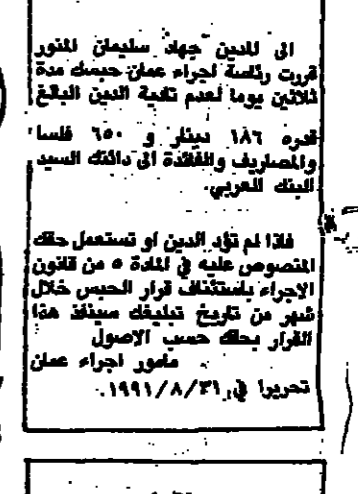 الى المدين جهاد سليمان المنور
قررت رئاسة اجراء عمان حبسك مدة
ثلاثين يوما لعدم تادية الدين البالغ
قدره ١٨٦ دينار و ٦٥٠ فلسا
والمصاريف والفائدة الى دائنك السيد
البنك العربي.
فاذا لم تؤد الدين او تستعمل حقك
المنصوص عليه في المادة ٥ من قانون
الاجراء باستئناف قرار الحبس خلال
شهر من تاريخ تبليغك سينفذ هذا
القرار بحقك حسب الاصول
مامور اجراء عمان
تحريرا في ١٩٩١/٨/٣١.